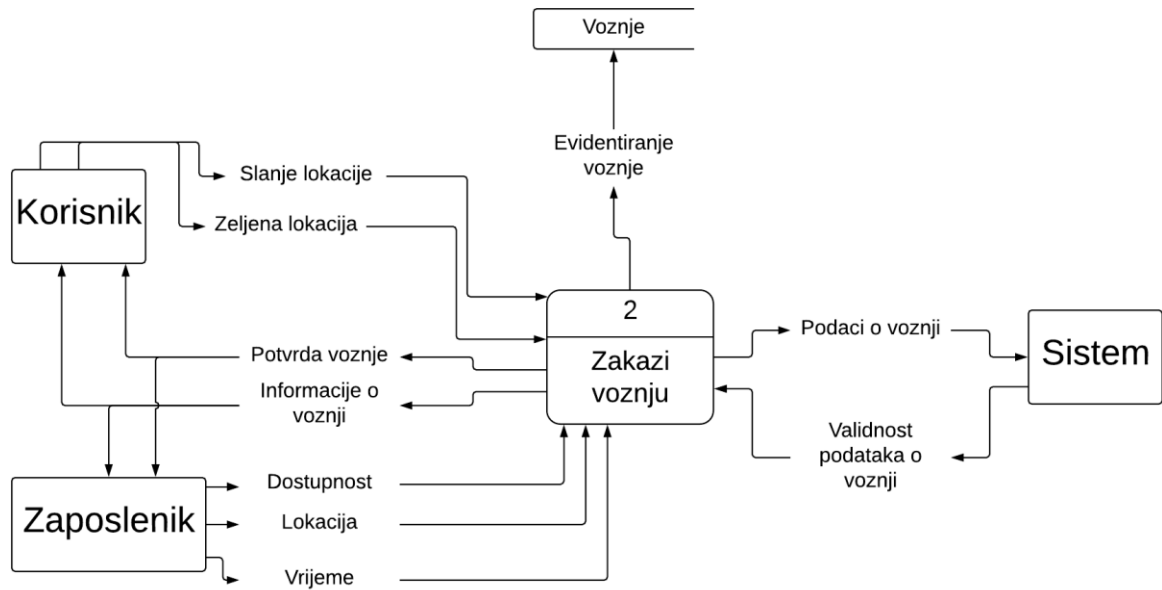 Voznje
Evidentiranje
voznje
Slanje lokacije
Korisnik
Zeljena lokacija
2
Zakazi
voznju
Podaci o voznji
Sistem
Potvrda voznje
Informacije o
voznji
Validnost
podataka o
voznji
Zaposlenik
Dostupnost
Lokacija
Vrijeme